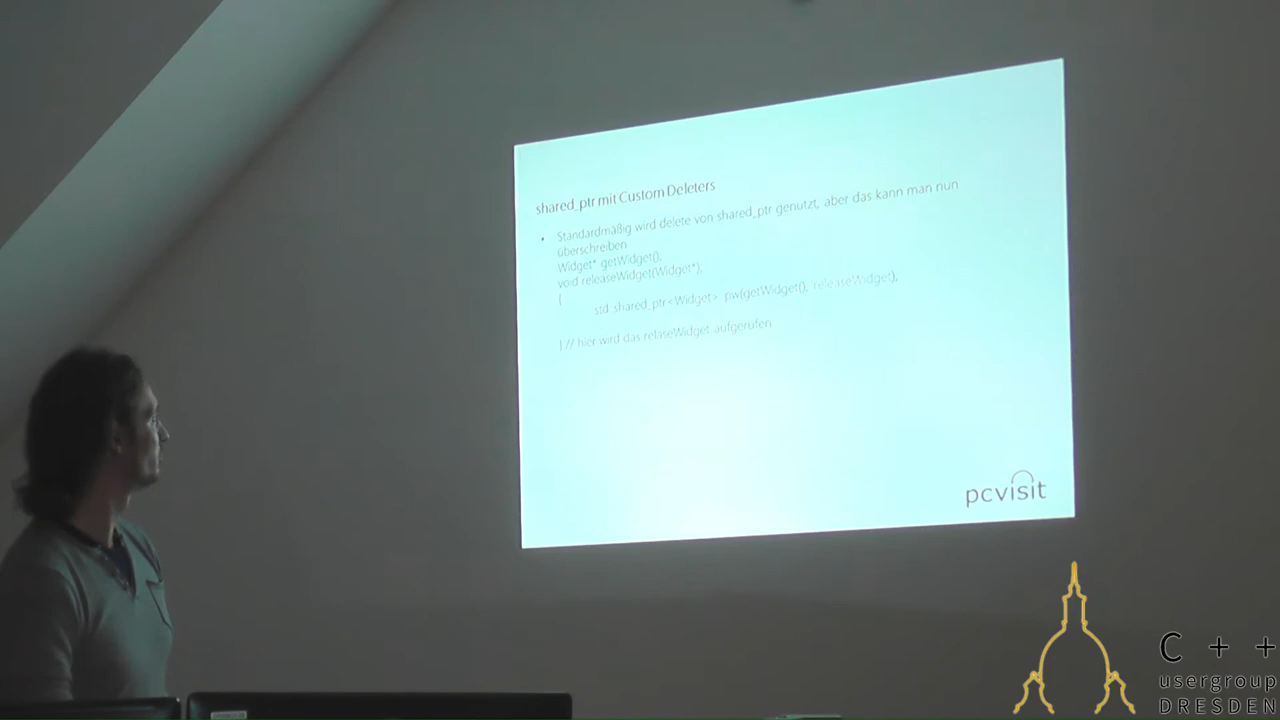 shared_ptr mit Custom Deleters
• Standardmäßig wird delete von shared_ptr genutzt, aber das kann man nun
überschreiben
Widget* getWidget();
void releaseWidget(Widget*);
{
std::shared_ptr<Widget> pw(getWidget(), releaseWidget);
} // hier wird das relaseWidget aufgerufen
pcvisit
C++
usergroup
DRESDEN